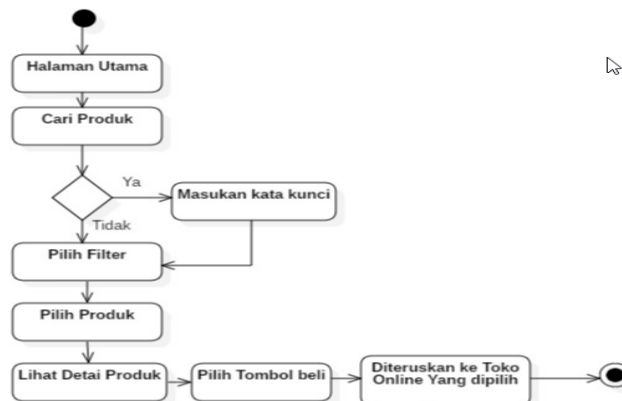 Halaman Utama
Cari Produk
Ya
Masukan kata kunci
Tidak
Pilih Filter
Pilih Produk
Lihat Detai Produk
Pilih Tombol beli
Diteruskan ke Toko
Online Yang dipilih